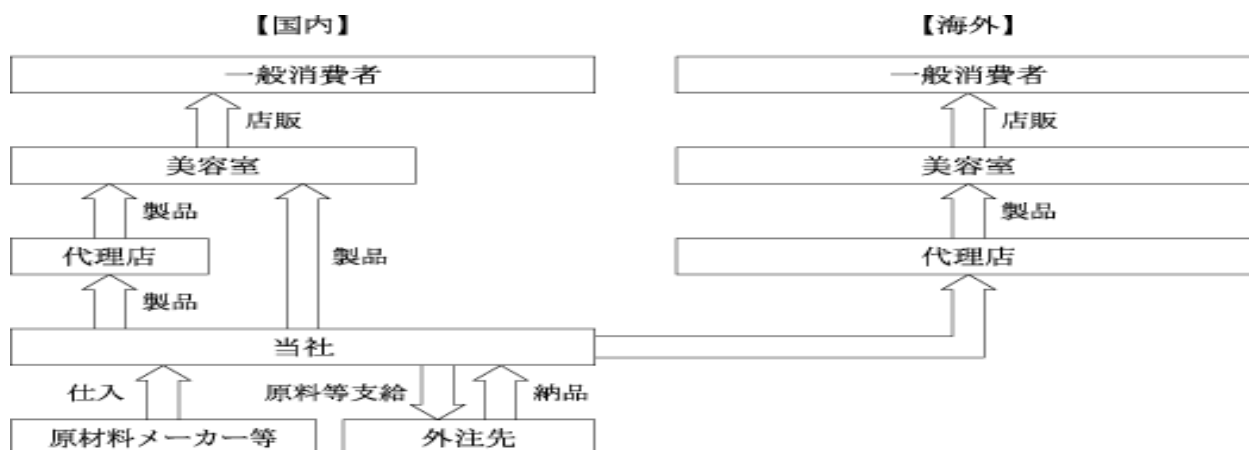 【国内】
【海外】
一般消費者
一般消費者
店販
店販
美容室
美容室
製品
製品
製品
代理店
代理店
製品
当社
仕入
原料等支給
納品
原材料メーカー等
外注先